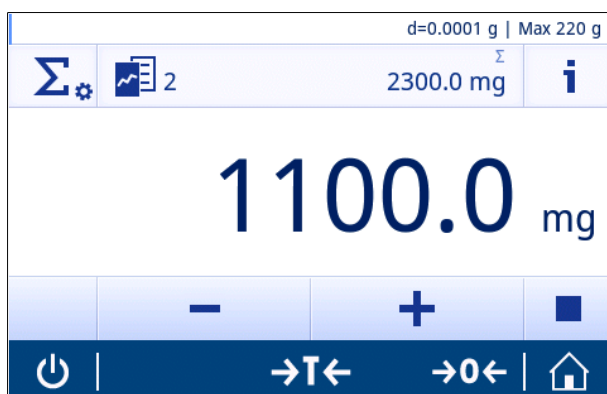 d=0.0001 g | Max 220 g
Σ 2 Σ
2300.0 mg i
1100.0 mg
− +
→T← →0←